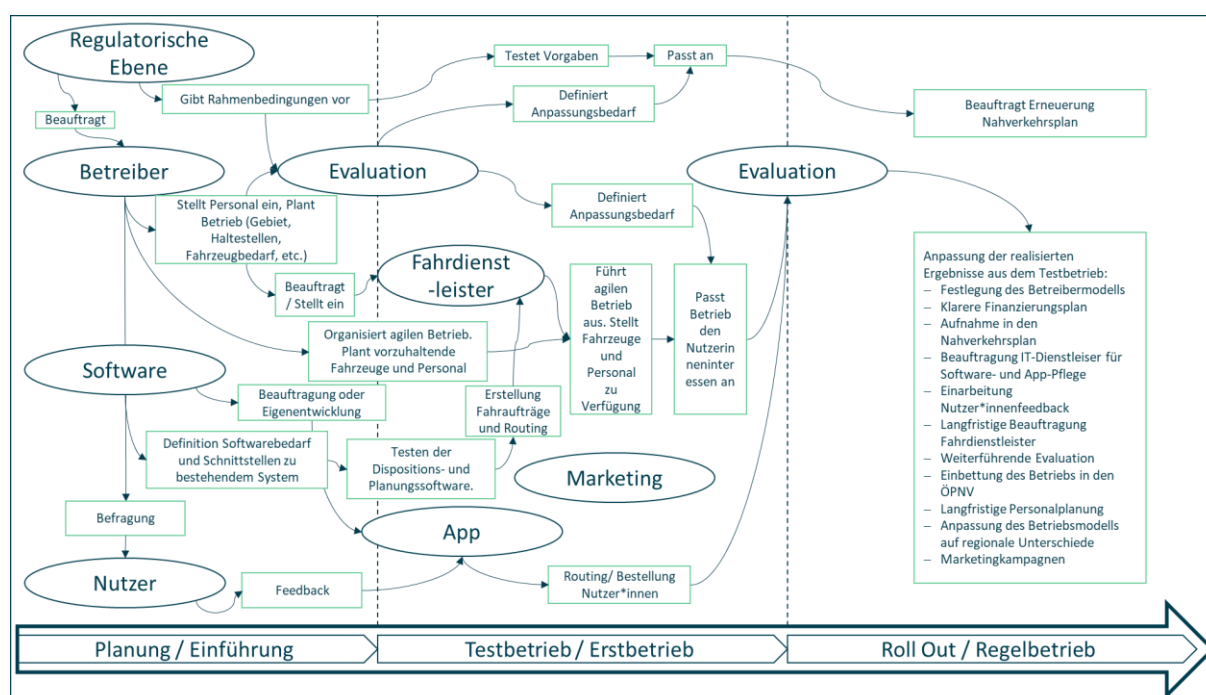 Regulatorische
Ebene
Beauftragt
Gibt Rahmenbedingungen vor
Testet Vorgaben
Passt an
Definiert
Anpassungsbedarf
Beauftragt Erneuerung
Nahverkehrsplan
Betreiber
Evaluation
Evaluation
Stellt Personal ein, Plant
Betrieb (Gebiet,
Haltestellen,
Fahrzeugbedarf, etc.)
Definiert
Anpassungsbedarf
Beauftragt
/ Stellt ein
Fahrdienst
-leister
Führt
agilen
Betrieb
aus. Stellt
Fahrzeuge
und
Personal
zu
Verfügung
Passt
Betrieb
den
Nutzerin
neninter
essen an
Organisiert agilen Betrieb.
Plant vorzuhaltende
Fahrzeuge und Personal
Software
Beauftragung oder
Eigenentwicklung
Erstellung
Fahraufträge
und Routing
Definition Softwarebedarf
und Schnittstellen zu
bestehendem System
Testen der
Dispositions- und
Planungssoftware.
Marketing
Befragung
App
Nutzer
Feedback
Routing/ Bestellung
Nutzer*innen
Anpassung der realisierten
Ergebnisse aus dem Testbetrieb:
– Festlegung des Betreibermodells
– Klarere Finanzierungsplan
– Aufnahme in den
Nahverkehrsplan
– Beauftragung IT-Dienstleiser für
Software- und App-Pflege
– Einarbeitung
Nutzer*innenfeedback
– Langfristige Beauftragung
Fahrdienstleister
– Weiterführende Evaluation
– Einbettung des Betriebs in den
ÖPNV
– Langfristige Personalplanung
– Anpassung des Betriebsmodells
auf regionale Unterschiede
– Marketingkampagnen
Planung / Einführung
Testbetrieb / Erstbetrieb
Roll Out / Regelbetrieb